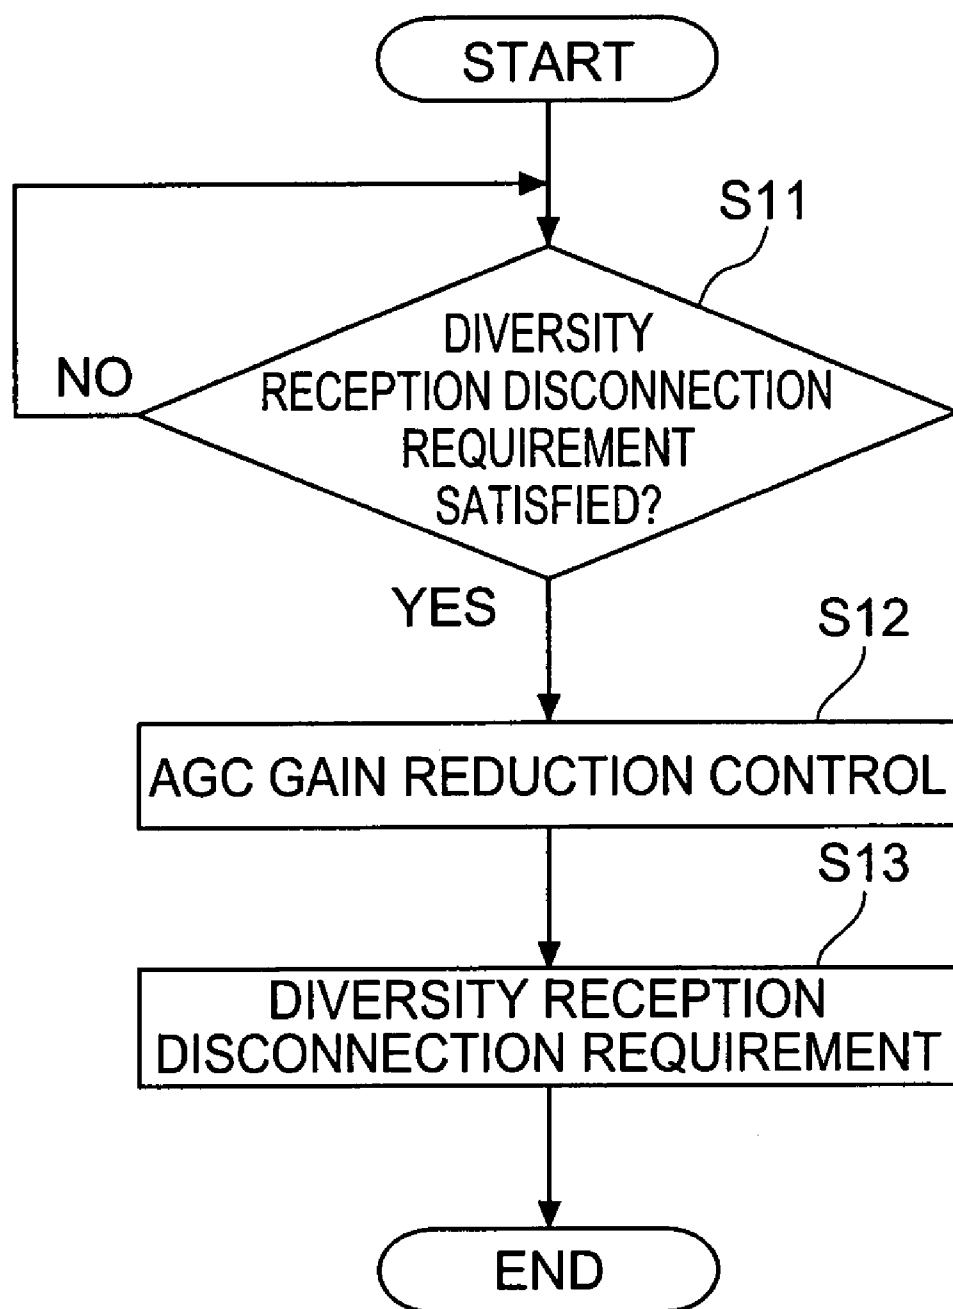 START
S11
DIVERSITY
RECEPTION DISCONNECTION
REQUIREMENT
SATISFIED?
NO
YES
S12
AGC GAIN REDUCTION CONTROL
S13
DIVERSITY RECEPTION
DISCONNECTION REQUIREMENT
END